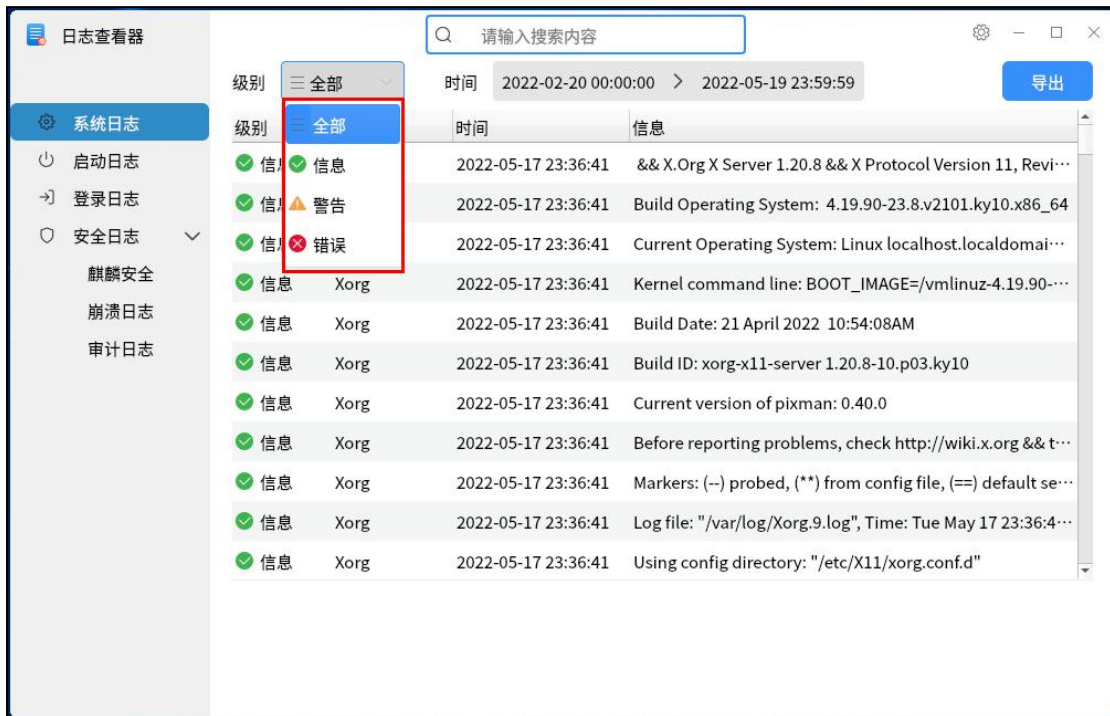 日志查看器
请输入搜索内容
级别 全部 时间 2022-02-20 00:00:00 > 2022-05-19 23:59:59 导出
系统日志
启动日志
登录日志
安全日志
麒麟安全
崩溃日志
审计日志
全部
信息
警告
错误
级别 时间 信息
信息 2022-05-17 23:36:41 && X.Org X Server 1.20.8 && X Protocol Version 11, Revi···
信息 2022-05-17 23:36:41 Build Operating System: 4.19.90-23.8.v2101.ky10.x86_64
信息 2022-05-17 23:36:41 Current Operating System: Linux localhost.localdomai···
信息 Xorg 2022-05-17 23:36:41 Kernel command line: BOOT_IMAGE=/vmlinuz-4.19.90-···
信息 Xorg 2022-05-17 23:36:41 Build Date: 21 April 2022 10:54:08AM
信息 Xorg 2022-05-17 23:36:41 Build ID: xorg-x11-server 1.20.8-10.p03.ky10
信息 Xorg 2022-05-17 23:36:41 Current version of pixman: 0.40.0
信息 Xorg 2022-05-17 23:36:41 Before reporting problems, check http://wiki.x.org && t···
信息 Xorg 2022-05-17 23:36:41 Markers: (--) probed, (**) from config file, (==) default se···
信息 Xorg 2022-05-17 23:36:41 Log file: "/var/log/Xorg.9.log", Time: Tue May 17 23:36:4···
信息 Xorg 2022-05-17 23:36:41 Using config directory: "/etc/X11/xorg.conf.d"